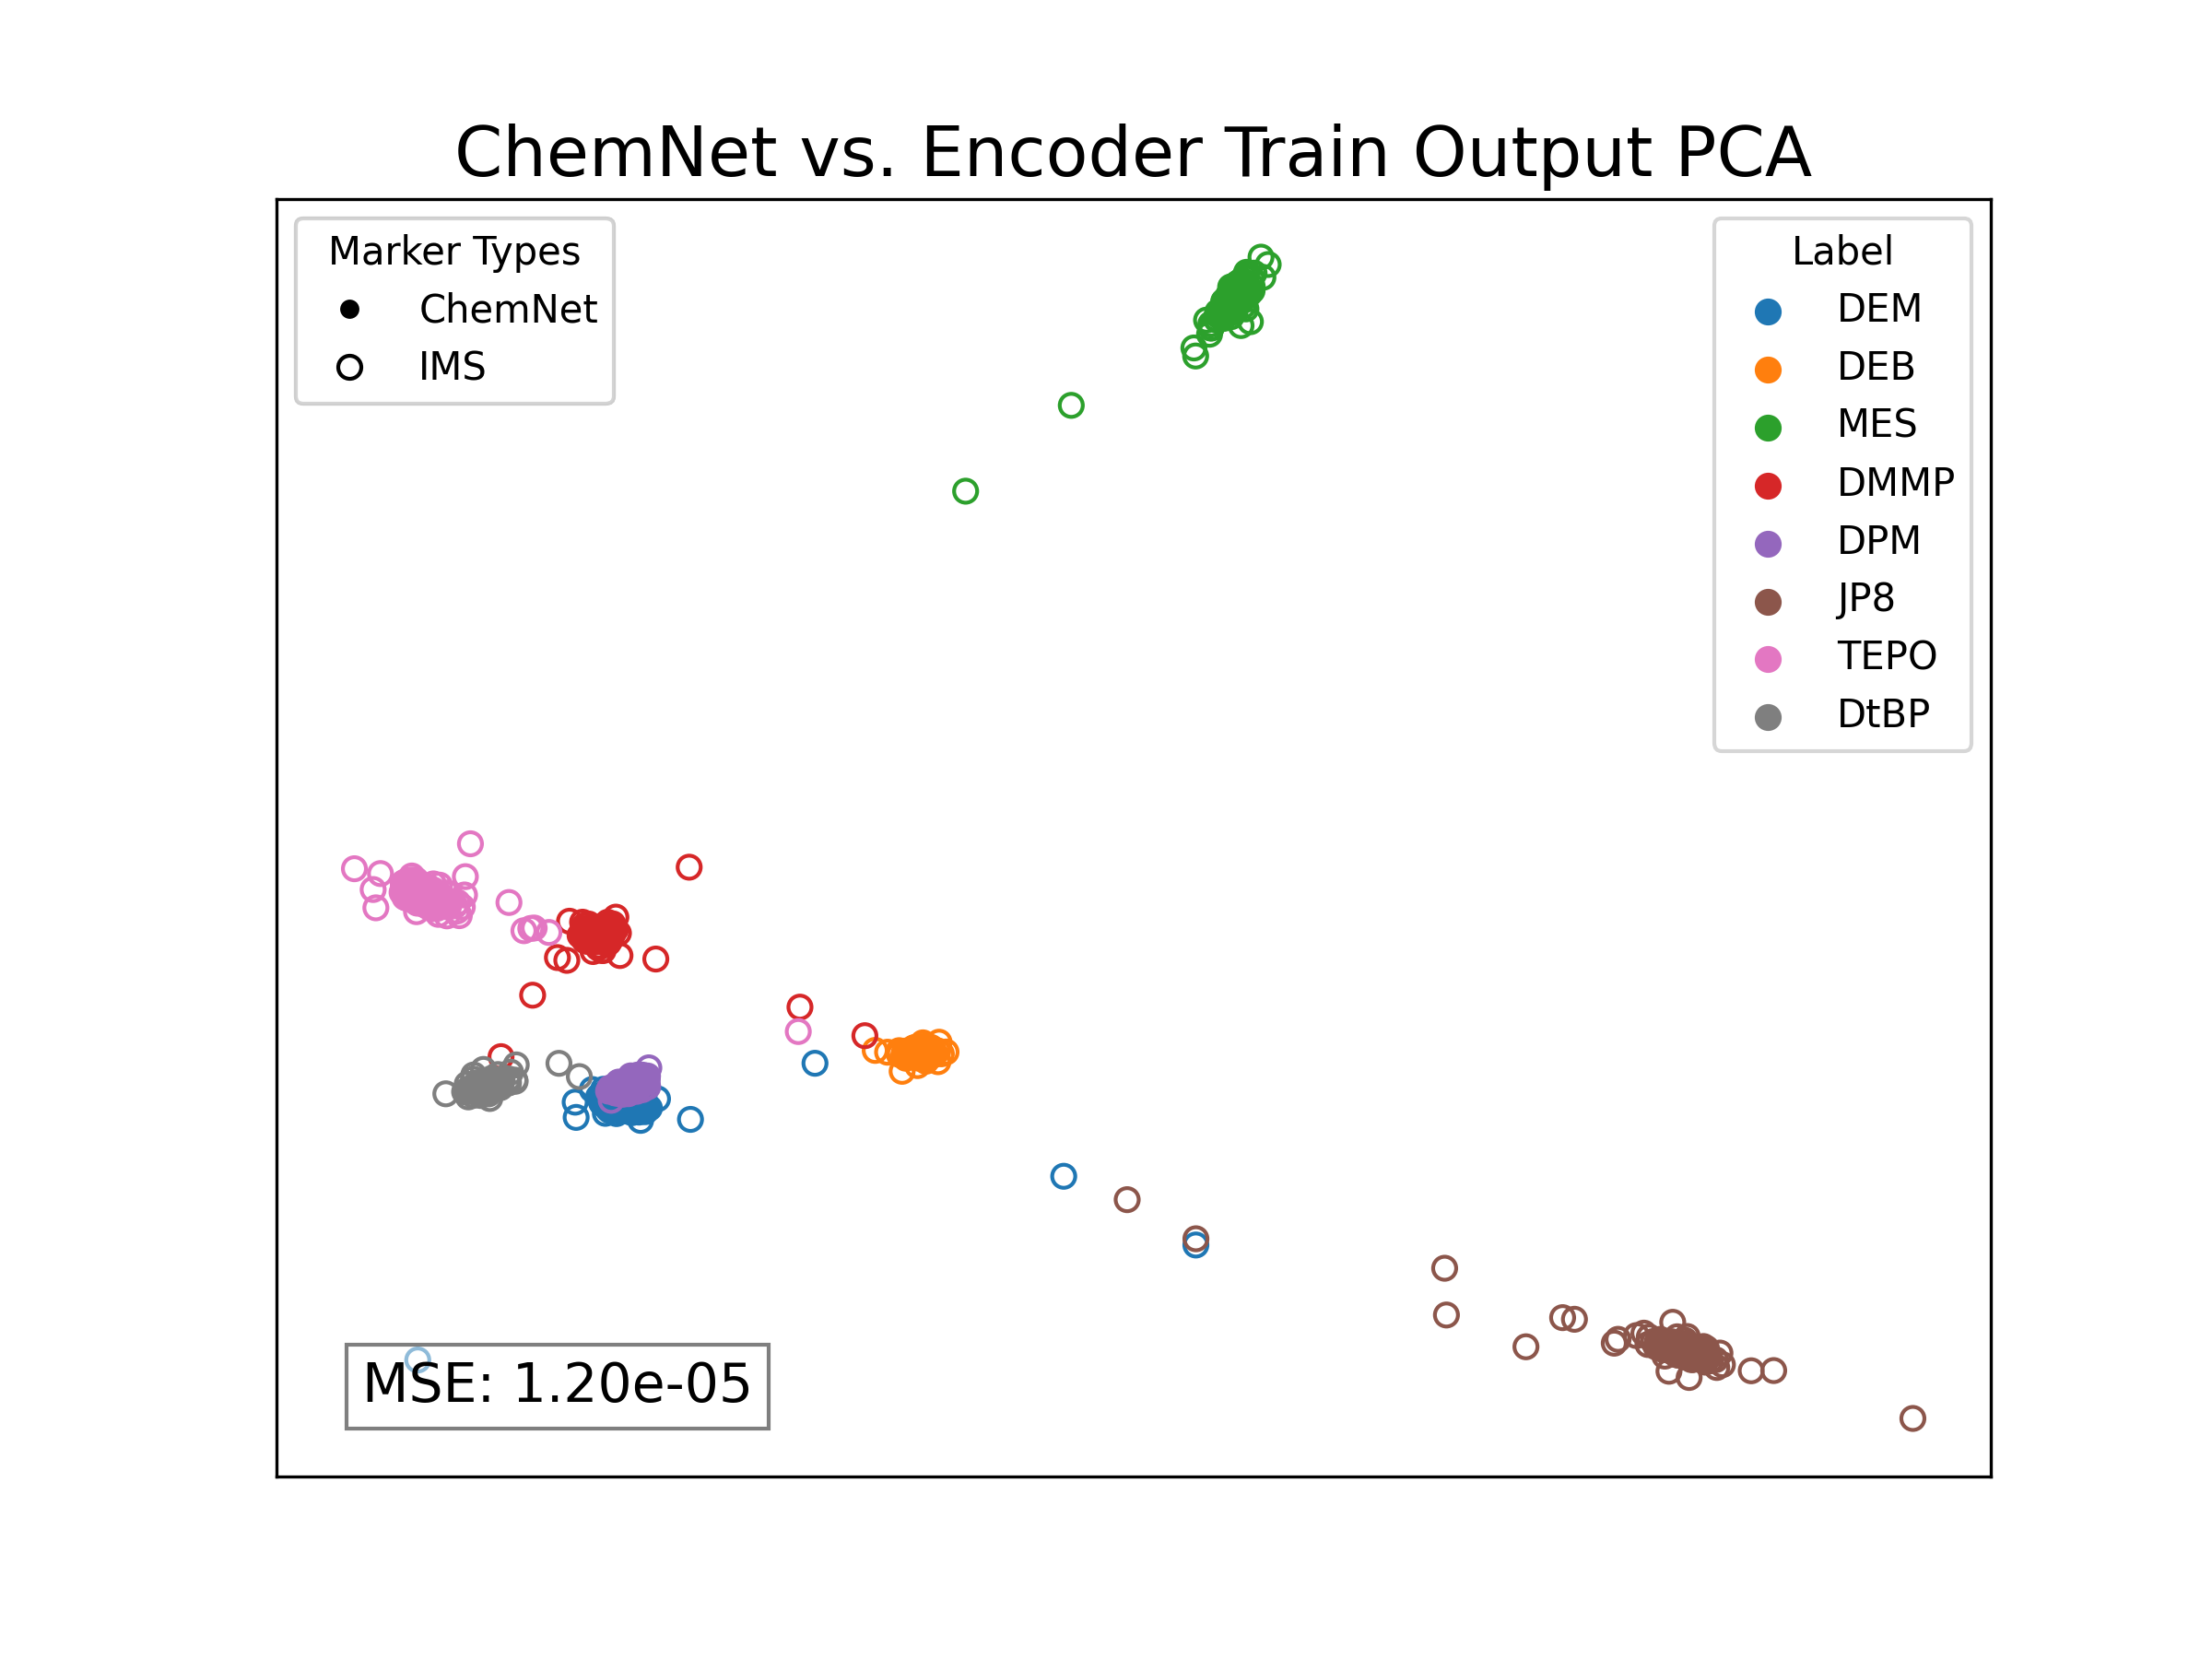 ChemNet vs. Encoder Train Output PCA
Marker Types
ChemNet
IMS
Label
DEM
DEB
MES
DMMP
DPM
JP8
TEPO
DtBP
MSE: 1.20e-05